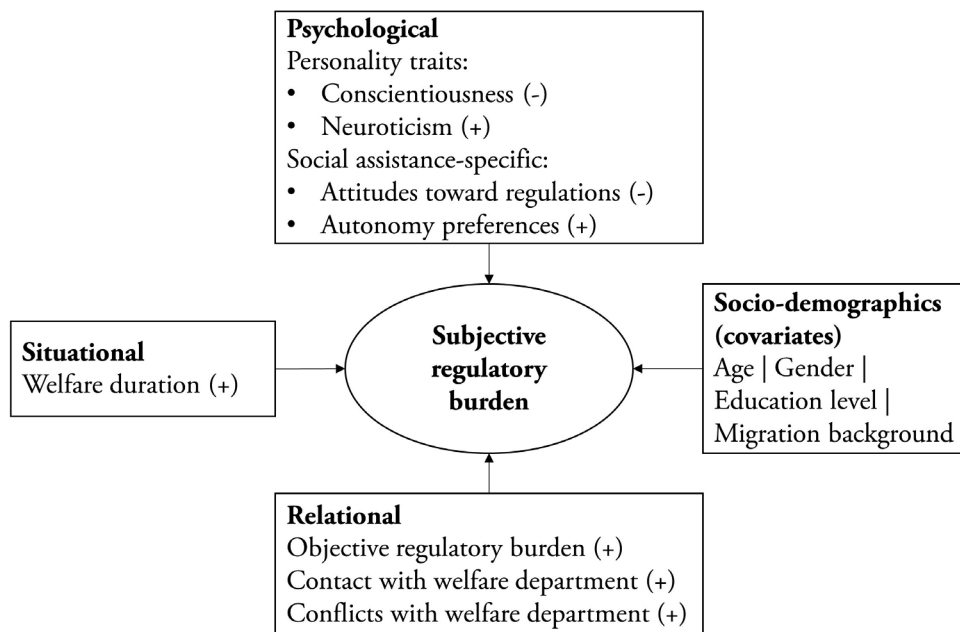 Psychological
Personality traits:
• Conscientiousness (-)
• Neuroticism (+)
Social assistance-specific:
• Attitudes toward regulations (-)
• Autonomy preferences (+)
Situational
Welfare duration (+)
Subjective
regulatory
burden
Socio-demographics
(covariates)
Age | Gender |
Education level |
Migration background
Relational
Objective regulatory burden (+)
Contact with welfare department (+)
Conflicts with welfare department (+)